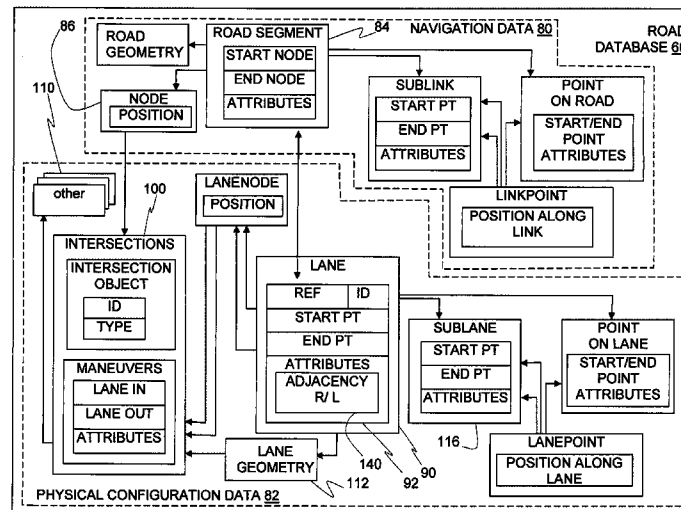 86
ROAD
GEOMETRY
ROAD SEGMENT
START NODE
END NODE
ATTRIBUTES
84
NAVIGATION DATA 80
ROAD
DATABASE 60
NODE
POSITION
SUBLINK
START PT
END PT
ATTRIBUTES
POINT
ON ROAD
START/END
POINT
ATTRIBUTES
110
other
100
LANENODE
POSITION
LINKPOINT
POSITION ALONG
LINK
INTERSECTIONS
INTERSECTION
OBJECT
ID
TYPE
MANEUVERS
LANE IN
LANE OUT
ATTRIBUTES
LANE
REF
ID
START PT
END PT
ATTRIBUTES
ADJACENCY
R/ L
SUBLANE
START PT
END PT
ATTRIBUTES
POINT
ON LANE
START/END
POINT
ATTRIBUTES
LANE
GEOMETRY
140
92
90
116
LANEPOINT
POSITION ALONG
LANE
112
PHYSICAL CONFIGURATION DATA 82